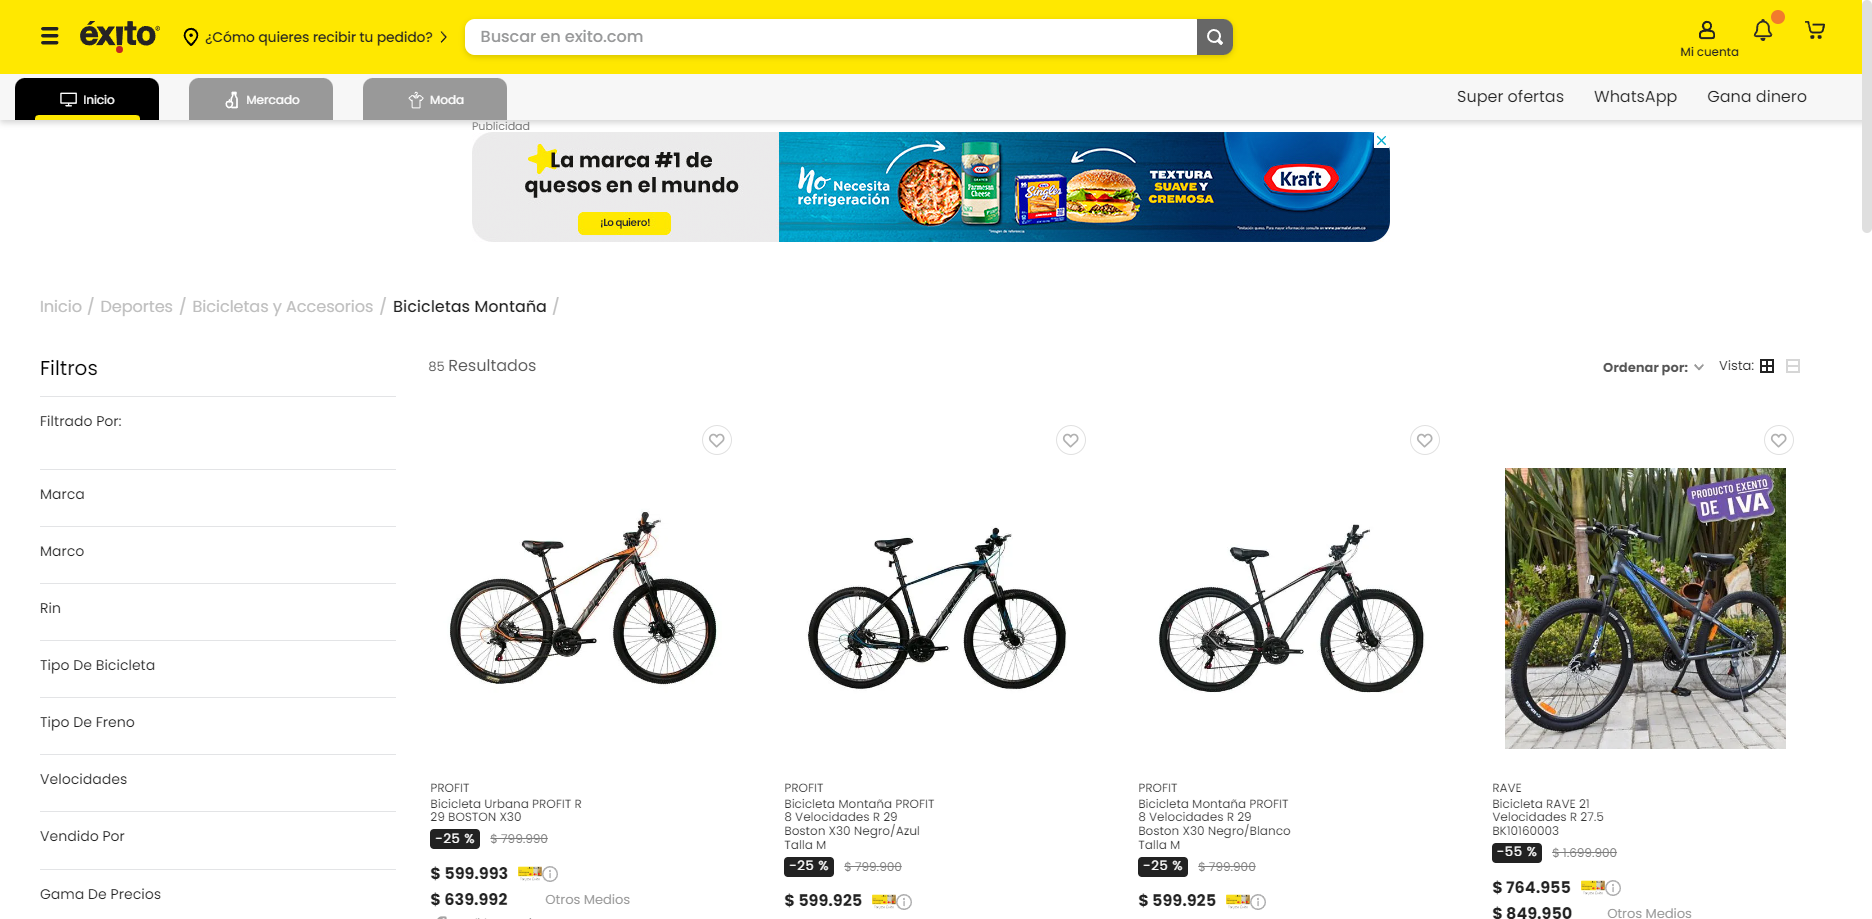 éxito
¿Cómo quieres recibir tu pedido?
Buscar en exito.com
Mi cuenta
Inicio
Mercado
Moda
Super ofertas
WhatsApp
Gana dinero
Publicidad
La marca #1 de
quesos en el mundo
¡Lo quiero!
No Necesita
refrigeración
Kraft
Parmesan
Cheese
Singles
TEXTURA
SUAVE Y
CREMOSA
Kraft
Inicio / Deportes / Bicicletas y Accesorios / Bicicletas Montaña /
Filtros
85 Resultados
Ordenar por:
Vista:
Filtrado Por:
Marca
Marco
Rin
Tipo De Bicicleta
Tipo De Freno
Velocidades
Vendido Por
Gama De Precios
PRODUCTO EXENTO
DE IVA
PROFIT
Bicicleta Urbana PROFIT R
29 BOSTON X30
-25 % $ 799.990
$ 599.993
$ 639.992 Otros Medios
PROFIT
Bicicleta Montaña PROFIT
8 Velocidades R 29
Boston X30 Negro/Azul
Talla M
-25 % $ 799.900
$ 599.925
PROFIT
Bicicleta Montaña PROFIT
8 Velocidades R 29
Boston X30 Negro/Blanco
Talla M
-25 % $ 799.900
$ 599.925
RAVE
Bicicleta RAVE 21
Velocidades R 27.5
BK10160003
-55 % $ 1.699.900
$ 764.955
$ 849.950 Otros Medios